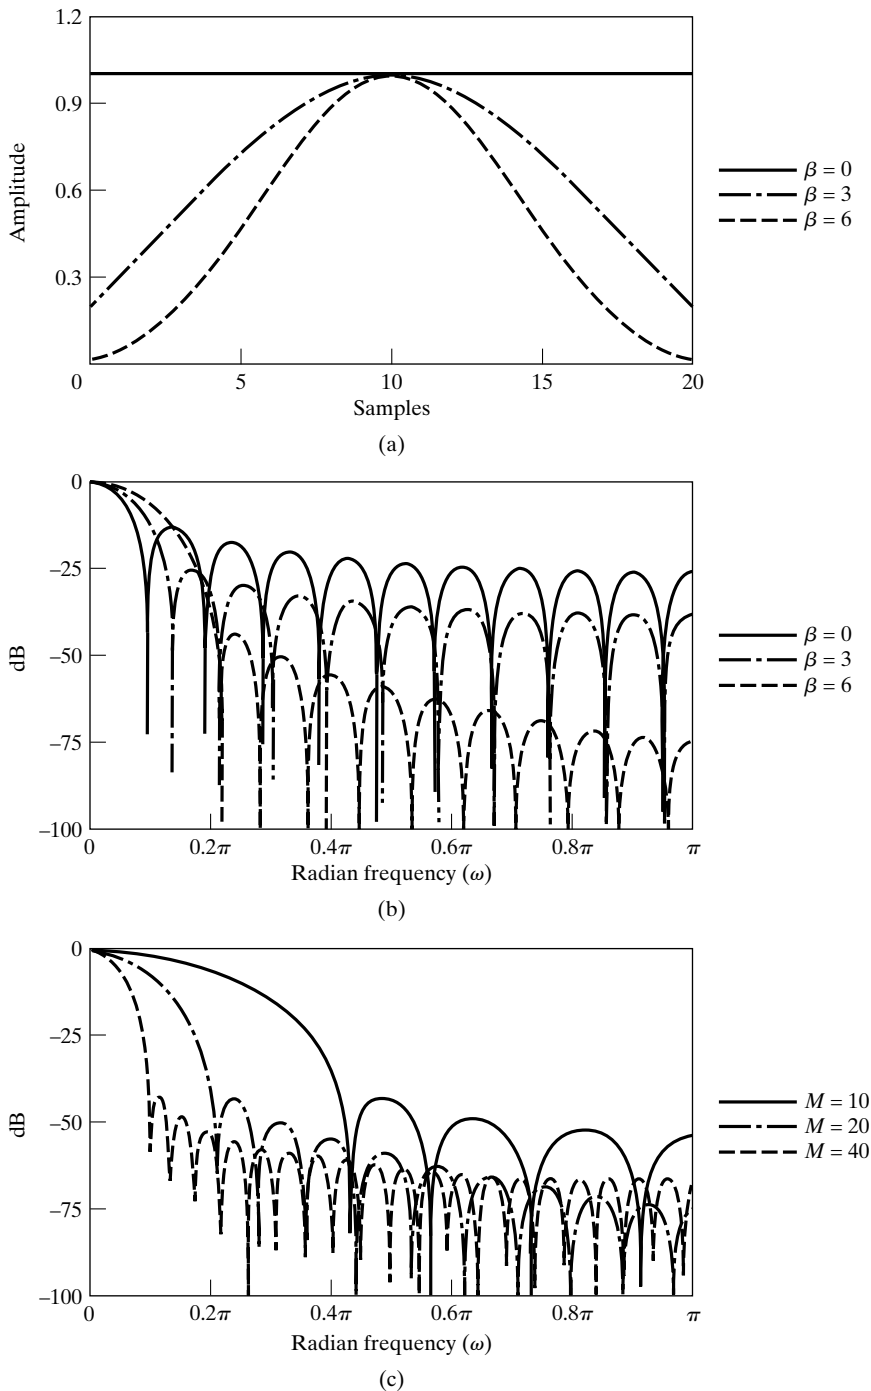 1.2
0.9
0.6
0.3
0
5
10
15
20
Amplitude
Samples
β = 0
β = 3
β = 6
(a)
0
–25
–50
–75
–100
0
0.2π
0.4π
0.6π
0.8π
π
dB
Radian frequency (ω)
β = 0
β = 3
β = 6
(b)
0
–25
–50
–75
–100
0
0.2π
0.4π
0.6π
0.8π
π
dB
Radian frequency (ω)
M = 10
M = 20
M = 40
(c)